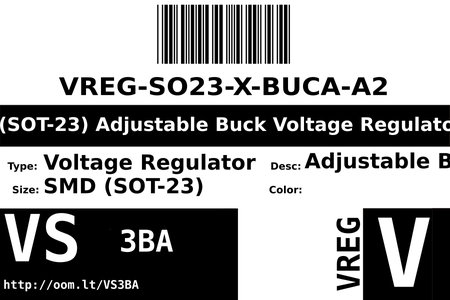 VREG-SO23-X-BUCA-A2
(SOT-23) Adjustable Buck Voltage Regulato
Type: Voltage Regulator Desc: Adjustable B
Size: SMD (SOT-23) Color:
VS 3BA VREG V
http://oom.lt/VS3BA